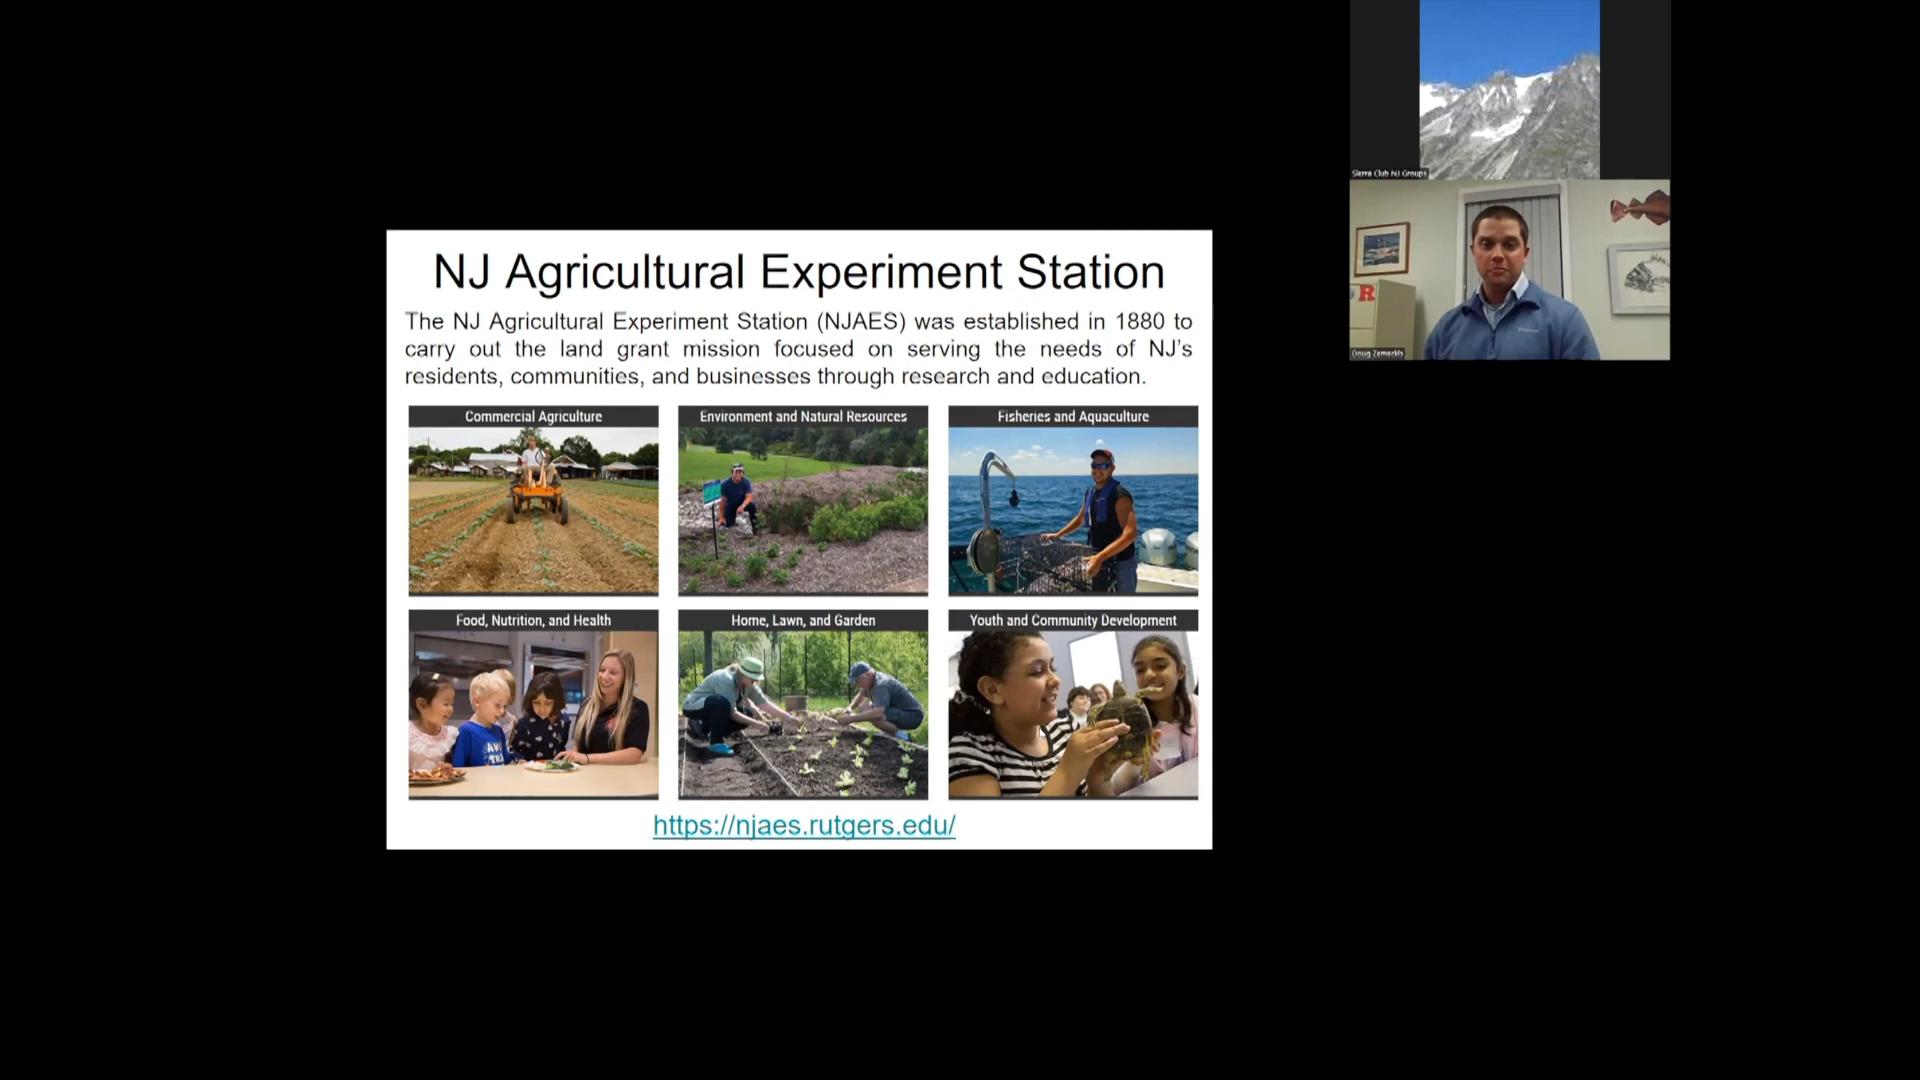 NJ Agricultural Experiment Station
The NJ Agricultural Experiment Station (NJAES) was established in 1880 to
carry out the land grant mission focused on serving the needs of NJ's
residents, communities, and businesses through research and education.
Commercial Agriculture
Environment and Natural Resources
Fisheries and Aquaculture
Food, Nutrition, and Health
Home, Lawn, and Garden
Youth and Community Development
https://njaes.rutgers.edu/
Sierra Club NJ Groups
R
Doug Zemeckis